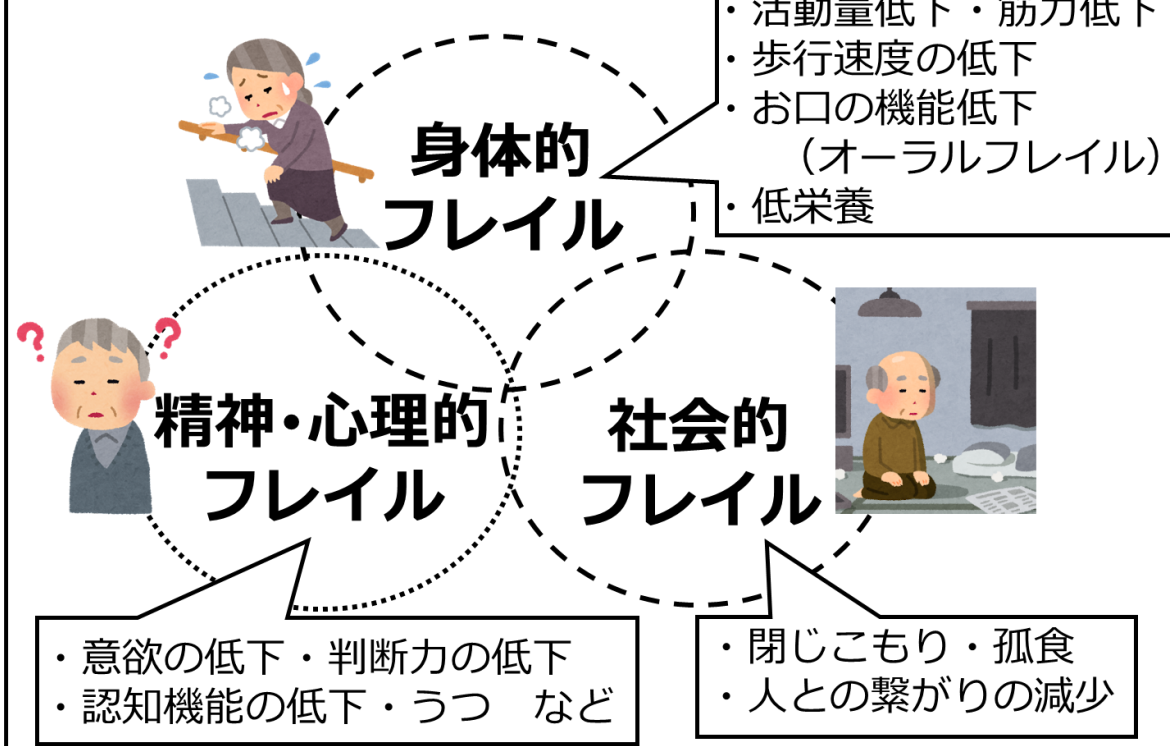 ・活動量低下・筋力低下
・歩行速度の低下
・お口の機能低下
（オーラルフレイル）
・低栄養
身体的
フレイル
精神・心理的
フレイル
社会的
フレイル
・意欲の低下・判断力の低下
・認知機能の低下・うつ　など
・閉じこもり・孤食
・人との繋がりの減少